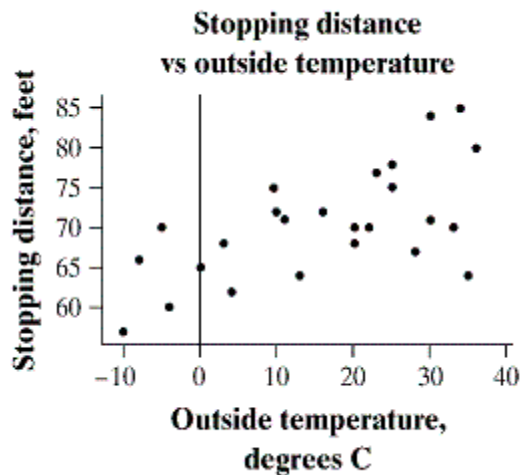 Stopping distance
vs outside temperature
Stopping distance, feet
85
80
75
70
65
60
−10 0 10 20 30 40
Outside temperature,
degrees C